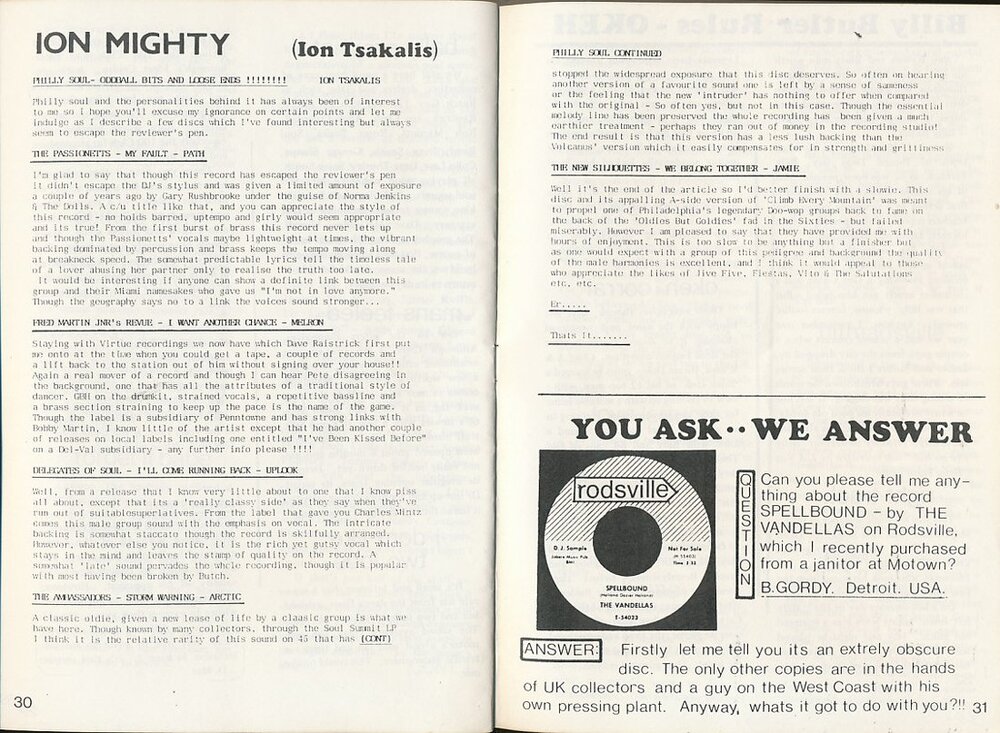 ION MIGHTY (Ion Tsakalis)
PHILLY SOUL- ODDBALL BITS AND LOOSE ENDS !!!!!!!! ION TSAKALIS
Philly soul and the personalities behind it has always been of interest
to me so I hope you'll excuse my ignorance on certain points and let me
indulge as I describe a few discs which I've found interesting but always
seem to escape the reviewer's pen.
THE PASSIONETTS - MY FAULT - PATH
I'm glad to say that though this record has escaped the reviewer's pen
it didn't escape the DJ's stylus and was given a limited amount of exposure
a couple of years ago by Gary Rushbrooke under the guise of Norma Jenkins
& The Dolls. A c/u title like that, and you can appreciate the style of
this record - no holds barred, uptempo and girly would seem appropriate
and its true! From the first burst of brass this record never lets up
and though the Passionetts' vocals maybe lightweight at times, the vibrant
backing dominated by percussion and brass keeps the tempo moving along
at breakneck speed. The somewhat predictable lyrics tell the timeless tale
of a lover abusing her partner only to realise the truth too late.
It would be interesting if anyone can show a definite link between this
group and their Miami namesakes who gave us "I'm not in love anymore."
Though the geography says no to a link the voices sound stronger...
FRED MARTIN JNR's REVUE - I WANT ANOTHER CHANCE - MELRON
Staying with Virtue recordings we now have which Dave Raistrick first put
me onto at the time when you could get a tape, a couple of records and
a lift back to the station out of him without signing over your house!!
Again a real mover of a record and though I can hear Pete disagreeing in
the background, one that has all the attributes of a traditional style of
dancer. GBH on the drumkit, strained vocals, a repetitive bassline and
a brass section straining to keep up the pace is the name of the game.
Though the label is a subsidiary of Penntowne and has strong links with
Bobby Martin, I know little of the artist except that he had another couple
of releases on local labels including one entitled "I've Been Kissed Before"
on a Del-Val subsidiary - any further info please !!!!
DELEGATES OF SOUL - I'LL COME RUNNING BACK - UPLOOK
Well, from a release that I know very little about to one that I know piss
all about, except that its a 'really classy side' as they say when they've
run out of suitablesuperlatives. From the label that gave you Charles Mintz
comes this male group sound with the emphasis on vocal. The intricate
backing is somewhat staccato though the record is skilfully arranged.
However, whatever else you notice, it is the rich yet gutsy vocal which
stays in the mind and leaves the stamp of quality on the record. A
somewhat 'late' sound pervades the whole recording, though it is popular
with most having been broken by Butch.
THE AMBASSADORS - STORM WARNING - ARCTIC
A classic oldie, given a new lease of life by a classic group is what we
have here. Though known by many collectors, through the Soul Summit LP
I think it is the relative rarity of this sound on 45 that has (CONT)
30
PHILLY SOUL CONTINUED
stopped the widespread exposure that this disc deserves. So often on hearing
another version of a favourite sound one is left by a sense of sameness
or the feeling that the new 'intruder' has nothing to offer when compared
with the original - So often yes, but not in this case. Though the essential
melody line has been preserved the whole recording has been given a much
earthier treatment - perhaps they ran out of money in the recording studio!
The end result is that this version has a less lush backing than the
Volcanos' version which it easily compensates for in strength and grittiness
THE NEW SILHOUETTES - WE BELONG TOGETHER - JAMIE
Well it's the end of the article so I'd better finish with a slowie. This
disc and its appalling A-side version of 'Climb Every Mountain' was meant
to propel one of Philadelphia's legendary Doo-wop groups back to fame on
the back of the 'Oldies But Goldies' fad in the Sixties - but failed
miserably. However I am pleased to say that they have provided me with
hours of enjoyment. This is too slow to be anything but a finisher but
as one would expect with a group of this pedigree and background the quality
of the male harmonies is excellent, and I think it would appeal to those
who appreciate the likes of Jive Five, Fiestas, Vito & The Salutations
etc, etc.
Er.....
Thats it.......
YOU ASK·· WE ANSWER
rodsville
D.J. Sample
Not For Sale
SPELLBOUND
(Holland Dozier Holland)
THE VANDELLAS
T-54023
QUESTION
Can you please tell me any-
thing about the record
SPELLBOUND - by THE
VANDELLAS on Rodsville,
which I recently purchased
from a janitor at Motown?
B.GORDY. Detroit. USA.
ANSWER: Firstly let me tell you its an extrely obscure
disc. The only other copies are in the hands
of UK collectors and a guy on the West Coast with his
own pressing plant. Anyway, whats it got to do with you?!!
31